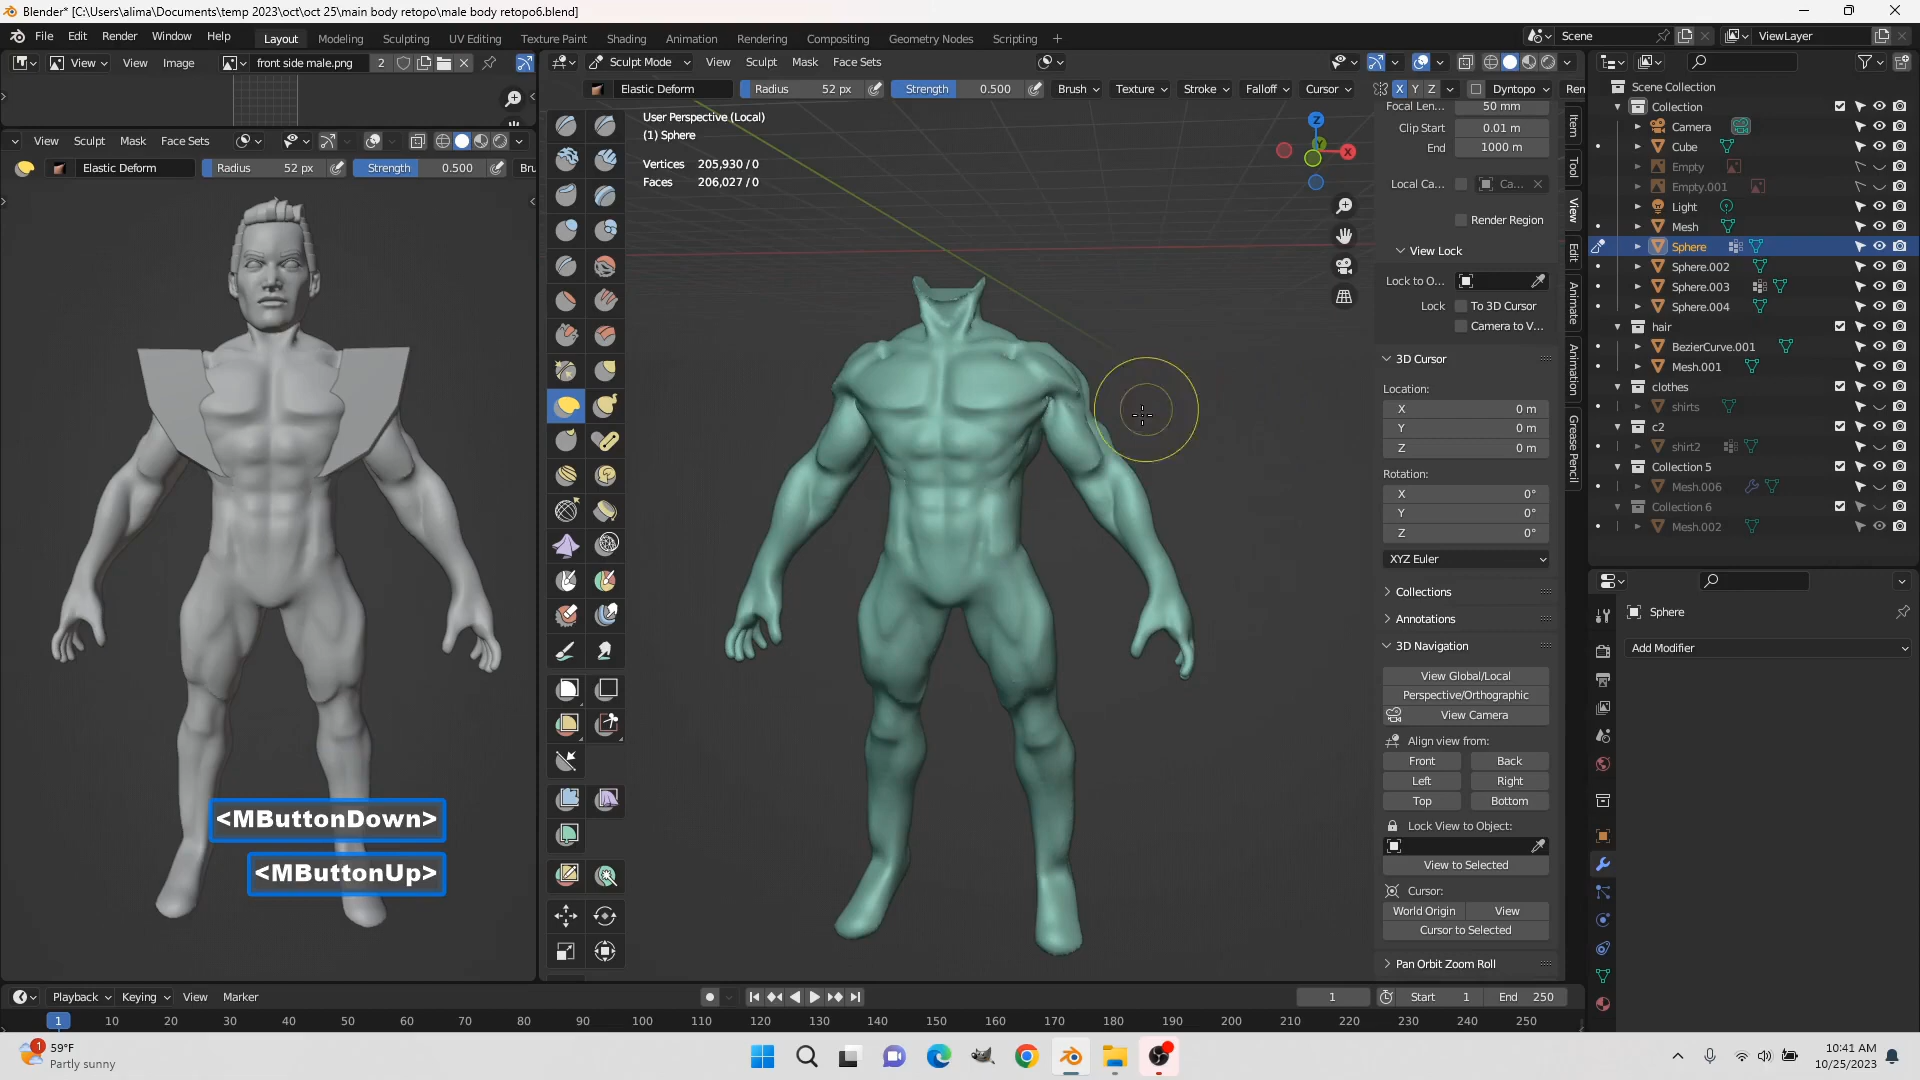 Blender* [C:\Users\alima\Documents\temp 2023\oct\oct 25\main body retopo\male body retopo6.blend]
File Edit Render Window Help Layout Modeling Sculpting UV Editing Texture Paint Shading Animation Rendering Compositing Geometry Nodes Scripting Scene ViewLayer
View View Image front side male.png 2
Sculpt Mode View Sculpt Mask Face Sets
Elastic Deform Radius 52 px Strength 0.500 Brush Texture Stroke Falloff Cursor X Y Z Dyntopo Ren
View Sculpt Mask Face Sets
Elastic Deform Radius 52 px Strength 0.500 Bru
<MButtonDown>
<MButtonUp>
User Perspective (Local)
(1) Sphere
Vertices 205,930 / 0
Faces 206,027 / 0
Z
X
Focal Len... 50 mm
Clip Start 0.01 m
End 1000 m
Local Ca... Ca...
Render Region
View Lock
Lock to O...
Lock To 3D Cursor
Camera to V...
3D Cursor
Location:
X 0 m
Y 0 m
Z 0 m
Rotation:
X 0°
Y 0°
Z 0°
XYZ Euler
Collections
Annotations
3D Navigation
View Global/Local
Perspective/Orthographic
View Camera
Align view from:
Front Back
Left Right
Top Bottom
Lock View to Object:
View to Selected
Cursor:
World Origin View
Cursor to Selected
Pan Orbit Zoom Roll
Item
Tool
View
Edit
Animate
Animation
Grease Pencil
Scene Collection
Collection
Camera
Cube
Empty
Empty.001
Light
Mesh
Sphere
Sphere.002
Sphere.003
Sphere.004
hair
BezierCurve.001
Mesh.001
clothes
shirts
c2
shirt2
Collection 5
Mesh.006
Collection 6
Mesh.002
Sphere
Add Modifier
Playback Keying View Marker 1 Start 1 End 250
1 10 20 30 40 50 60 70 80 90 100 110 120 130 140 150 160 170 180 190 200 210 220 230 240 250
1
59°F
Partly sunny
10:41 AM
10/25/2023